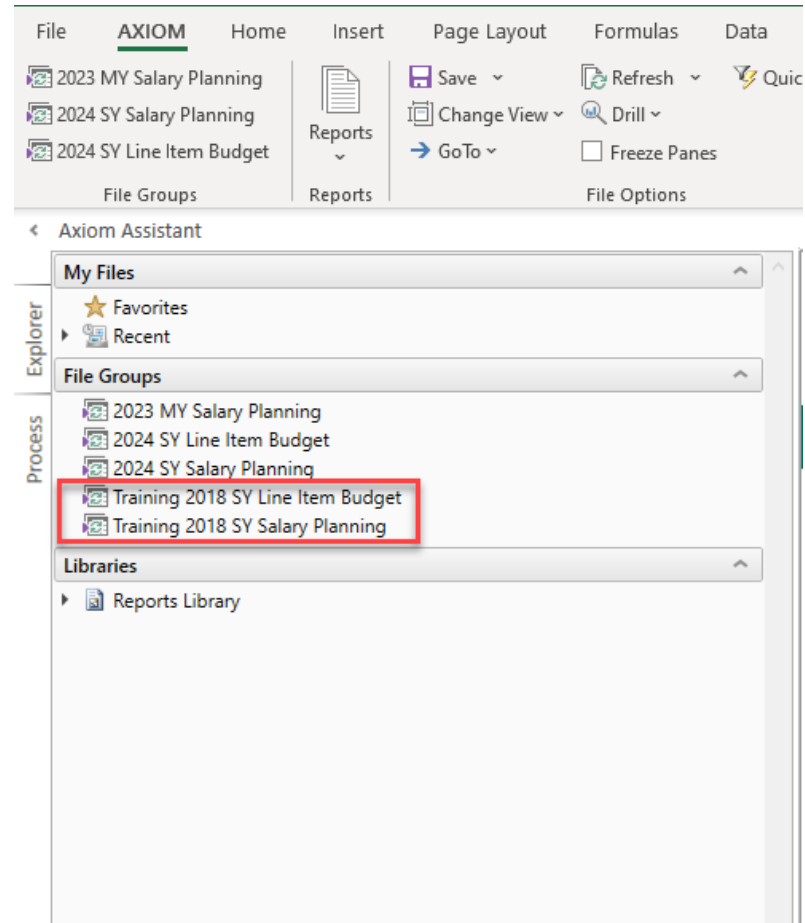 File AXIOM Home Insert Page Layout Formulas Data
2023 MY Salary Planning
2024 SY Salary Planning
2024 SY Line Item Budget
File Groups
Reports
Reports
Save
Change View
GoTo
Refresh
Drill
Freeze Panes
File Options
Quic
Axiom Assistant
Explorer
Process
My Files
Favorites
Recent
File Groups
2023 MY Salary Planning
2024 SY Line Item Budget
2024 SY Salary Planning
Training 2018 SY Line Item Budget
Training 2018 SY Salary Planning
Libraries
Reports Library